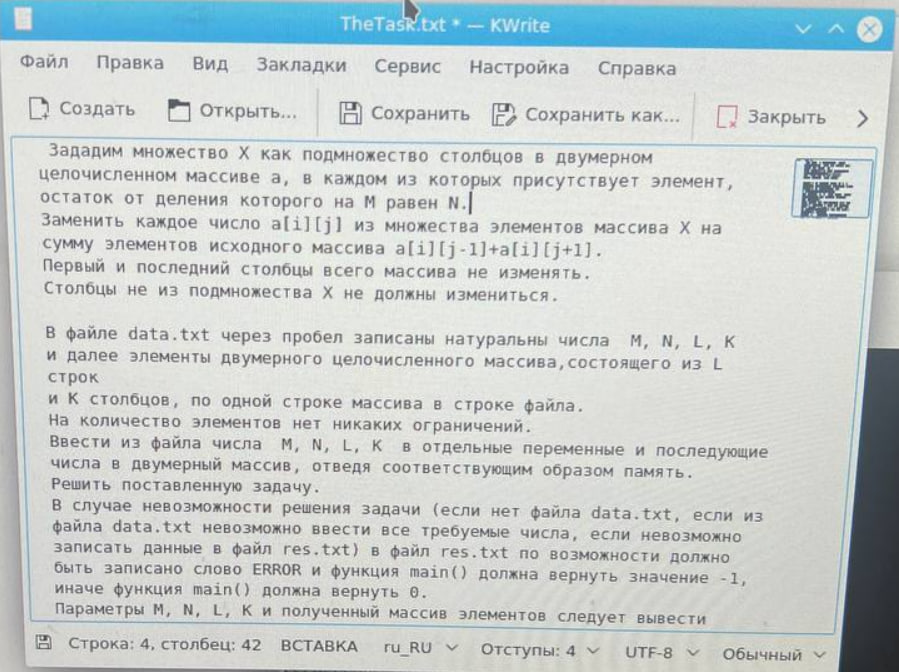 TheTask.txt * — KWrite
Файл Правка Вид Закладки Сервис Настройка Справка
Создать Открыть... Сохранить Сохранить как... Закрыть
Зададим множество X как подмножество столбцов в двумерном
целочисленном массиве a, в каждом из которых присутствует элемент,
остаток от деления которого на M равен N.
Заменить каждое число a[i][j] из множества элементов массива X на
сумму элементов исходного массива a[i][j-1]+a[i][j+1].
Первый и последний столбцы всего массива не изменять.
Столбцы не из подмножества X не должны измениться.
В файле data.txt через пробел записаны натуральны числа M, N, L, K
и далее элементы двумерного целочисленного массива,состоящего из L
строк
и K столбцов, по одной строке массива в строке файла.
На количество элементов нет никаких ограничений.
Ввести из файла числа M, N, L, K в отдельные переменные и последующие
числа в двумерный массив, отведя соответствующим образом память.
Решить поставленную задачу.
В случае невозможности решения задачи (если нет файла data.txt, если из
файла data.txt невозможно ввести все требуемые числа, если невозможно
записать данные в файл res.txt) в файл res.txt по возможности должно
быть записано слово ERROR и функция main() должна вернуть значение -1,
иначе функция main() должна вернуть 0.
Параметры M, N, L, K и полученный массив элементов следует вывести
Строка: 4, столбец: 42 ВСТАВКА ru_RU Отступы: 4 UTF-8 Обычный